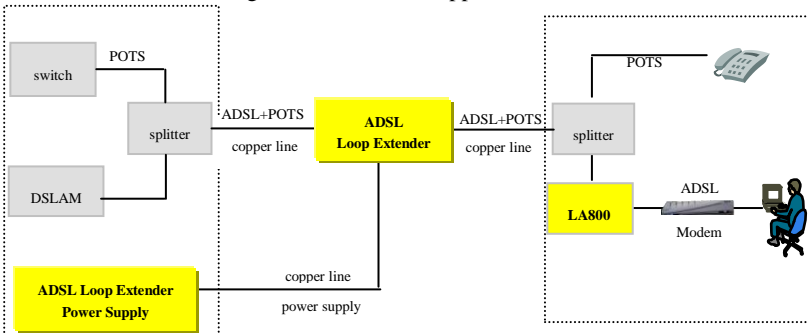 POTS
switch
splitter
DSLAM
ADSL+POTS
copper line
ADSL
Loop Extender
ADSL+POTS
copper line
POTS
splitter
LA800
ADSL
Modem
ADSL Loop Extender
Power Supply
copper line
power supply